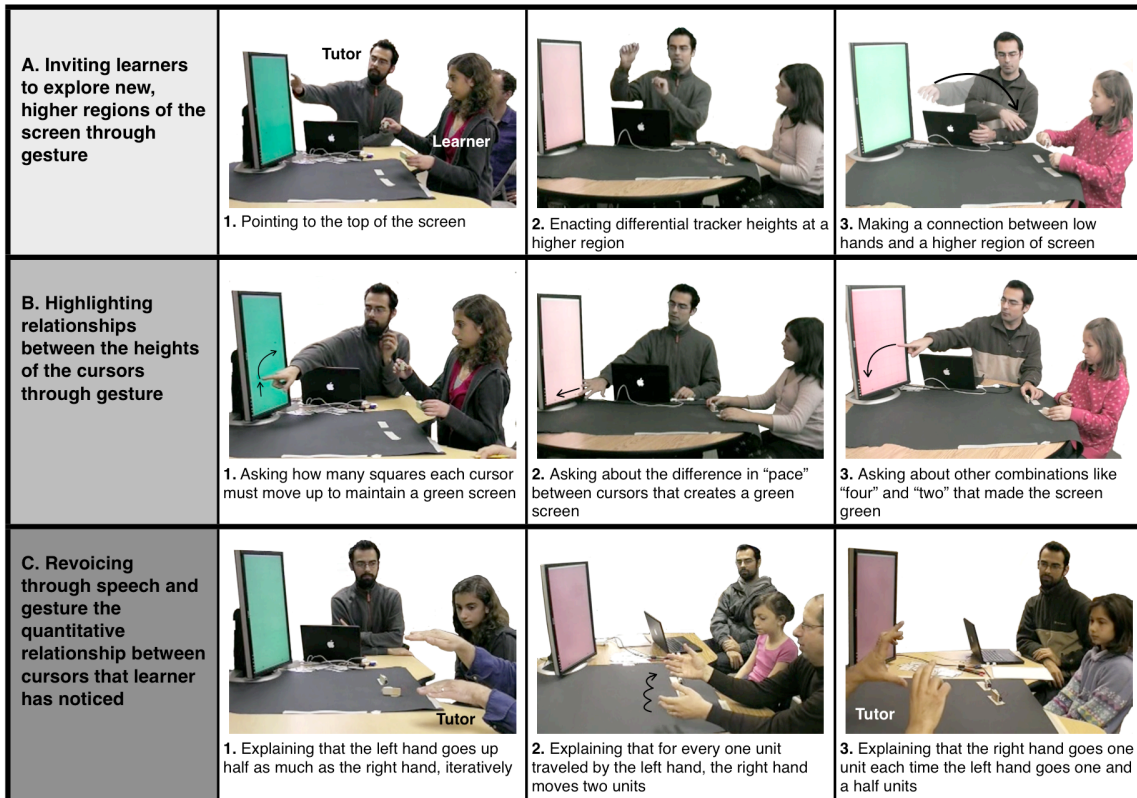 A. Inviting learners
to explore new,
higher regions of the
screen through
gesture
Tutor
Learner
1. Pointing to the top of the screen
2. Enacting differential tracker heights at a
higher region
3. Making a connection between low
hands and a higher region of screen
B. Highlighting
relationships
between the heights
of the cursors
through gesture
1. Asking how many squares each cursor
must move up to maintain a green screen
2. Asking about the difference in “pace”
between cursors that creates a green
screen
3. Asking about other combinations like
“four” and “two” that made the screen
green
C. Revoicing
through speech and
gesture the
quantitative
relationship between
cursors that learner
has noticed
Tutor
1. Explaining that the left hand goes up
half as much as the right hand, iteratively
2. Explaining that for every one unit
traveled by the left hand, the right hand
moves two units
Tutor
3. Explaining that the right hand goes one
unit each time the left hand goes one and
a half units